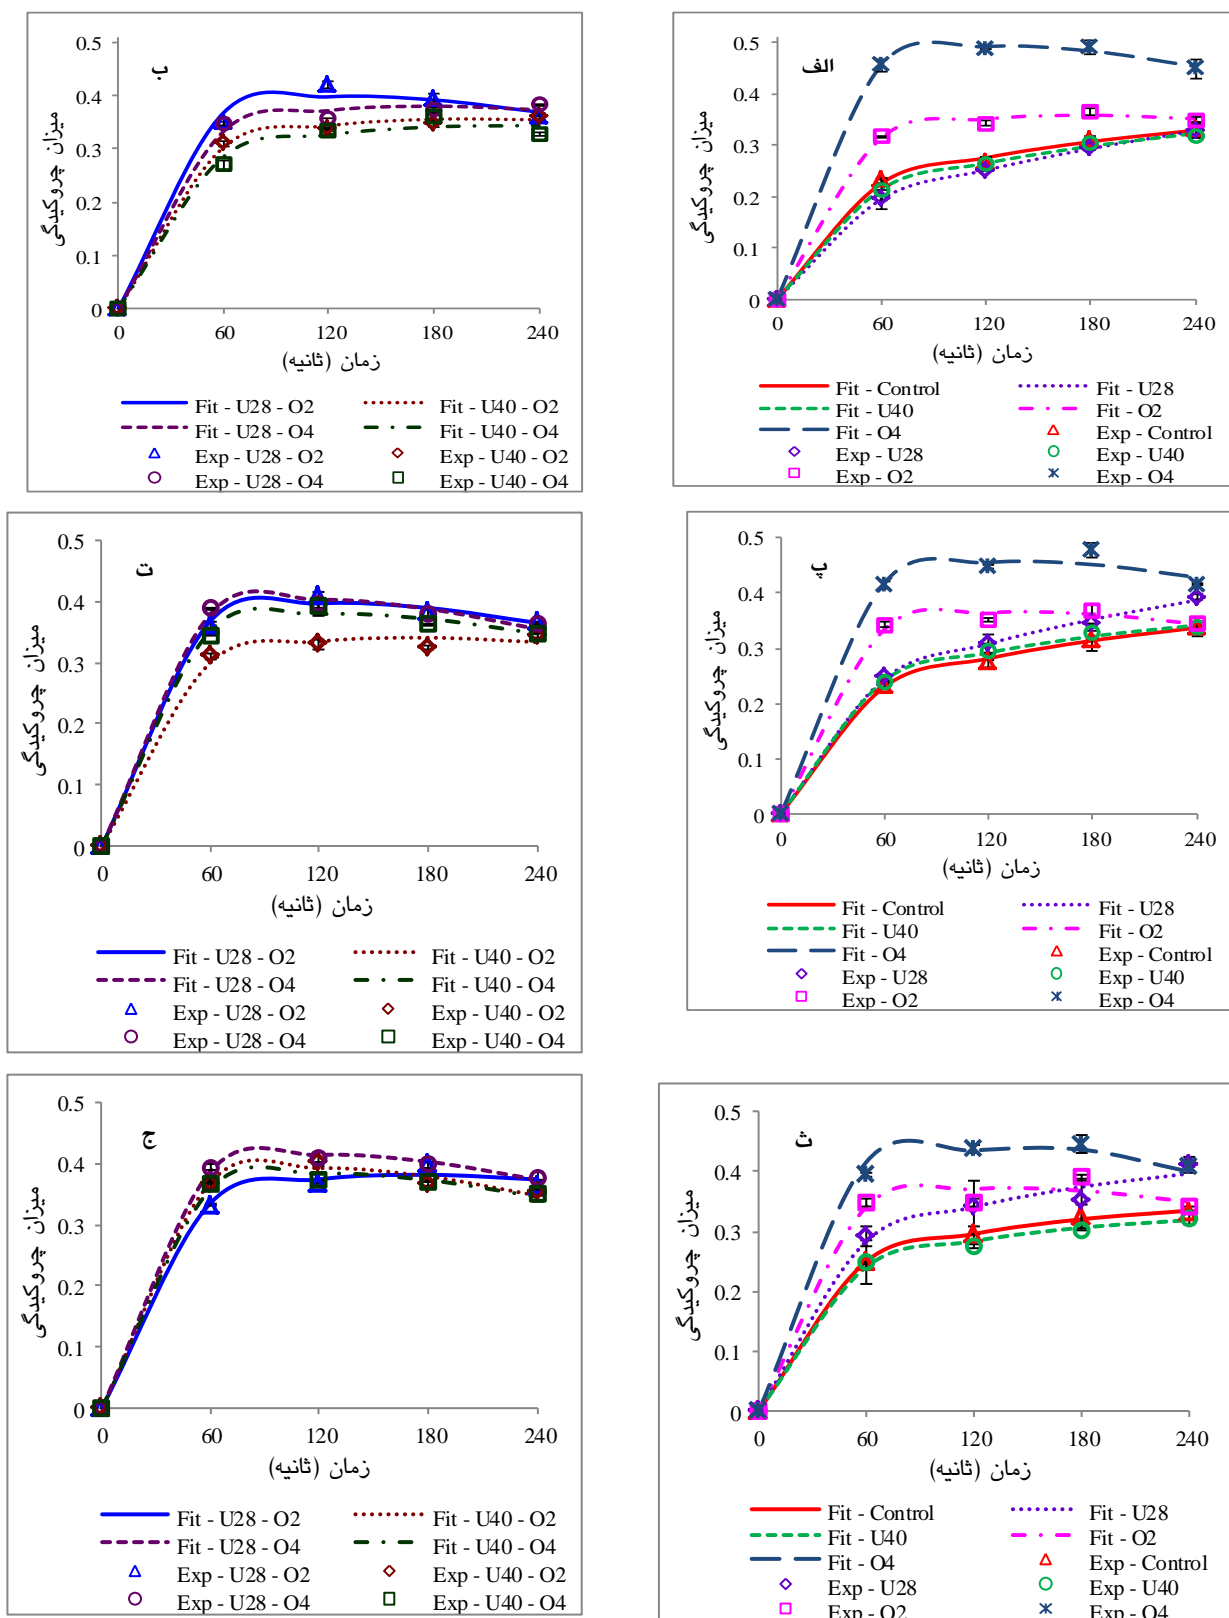 الف
میزان چروکیدگی
0.5
0.4
0.3
0.2
0.1
0
0
60
120
180
240
زمان (ثانیه)
Fit - Control
Fit - U28
Fit - U40
Fit - O2
Fit - O4
Exp - Control
Exp - U28
Exp - U40
Exp - O2
Exp - O4
ب
میزان چروکیدگی
0.5
0.4
0.3
0.2
0.1
0
0
60
120
180
240
زمان (ثانیه)
Fit - U28 - O2
Fit - U40 - O2
Fit - U28 - O4
Fit - U40 - O4
Exp - U28 - O2
Exp - U40 - O2
Exp - U28 - O4
Exp - U40 - O4
پ
میزان چروکیدگی
0.5
0.4
0.3
0.2
0.1
0
0
60
120
180
240
زمان (ثانیه)
Fit - Control
Fit - U28
Fit - U40
Fit - O2
Fit - O4
Exp - Control
Exp - U28
Exp - U40
Exp - O2
Exp - O4
ت
میزان چروکیدگی
0.5
0.4
0.3
0.2
0.1
0
0
60
120
180
240
زمان (ثانیه)
Fit - U28 - O2
Fit - U40 - O2
Fit - U28 - O4
Fit - U40 - O4
Exp - U28 - O2
Exp - U40 - O2
Exp - U28 - O4
Exp - U40 - O4
ث
میزان چروکیدگی
0.5
0.4
0.3
0.2
0.1
0
0
60
120
180
240
زمان (ثانیه)
Fit - Control
Fit - U28
Fit - U40
Fit - O2
Fit - O4
Exp - Control
Exp - U28
Exp - U40
Exp - O2
Exp - O4
ج
میزان چروکیدگی
0.5
0.4
0.3
0.2
0.1
0
0
60
120
180
240
زمان (ثانیه)
Fit - U28 - O2
Fit - U40 - O2
Fit - U28 - O4
Fit - U40 - O4
Exp - U28 - O2
Exp - U40 - O2
Exp - U28 - O4
Exp - U40 - O4